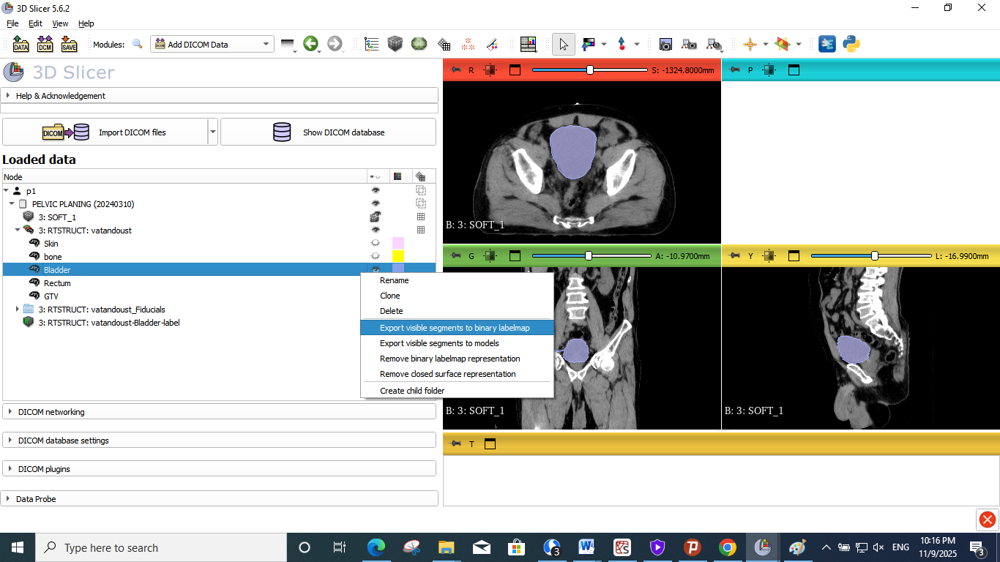 3D Slicer 5.6.2
File Edit View Help
DATA DCM SAVE Modules: Add DICOM Data
3D Slicer
Help & Acknowledgement
DICOM Import DICOM files Show DICOM database
Loaded data
Node
p1
PELVIC PLANING (20240310)
3: SOFT_1
3: RTSTRUCT: vatandoust
Skin
bone
Bladder
Rectum
GTV
3: RTSTRUCT: vatandoust_Fiducials
3: RTSTRUCT: vatandoust-Bladder-label
Rename
Clone
Delete
Export visible segments to binary labelmap
Export visible segments to models
Remove binary labelmap representation
Remove closed surface representation
Create child folder
DICOM networking
DICOM database settings
DICOM plugins
Data Probe
R S: -1324.8000mm
B: 3: SOFT_1
P
G A: -10.9700mm
B: 3: SOFT_1
Y L: -16.9900mm
B: 3: SOFT_1
T
Type here to search
3
W
P
ENG
10:16 PM
11/9/2025
3